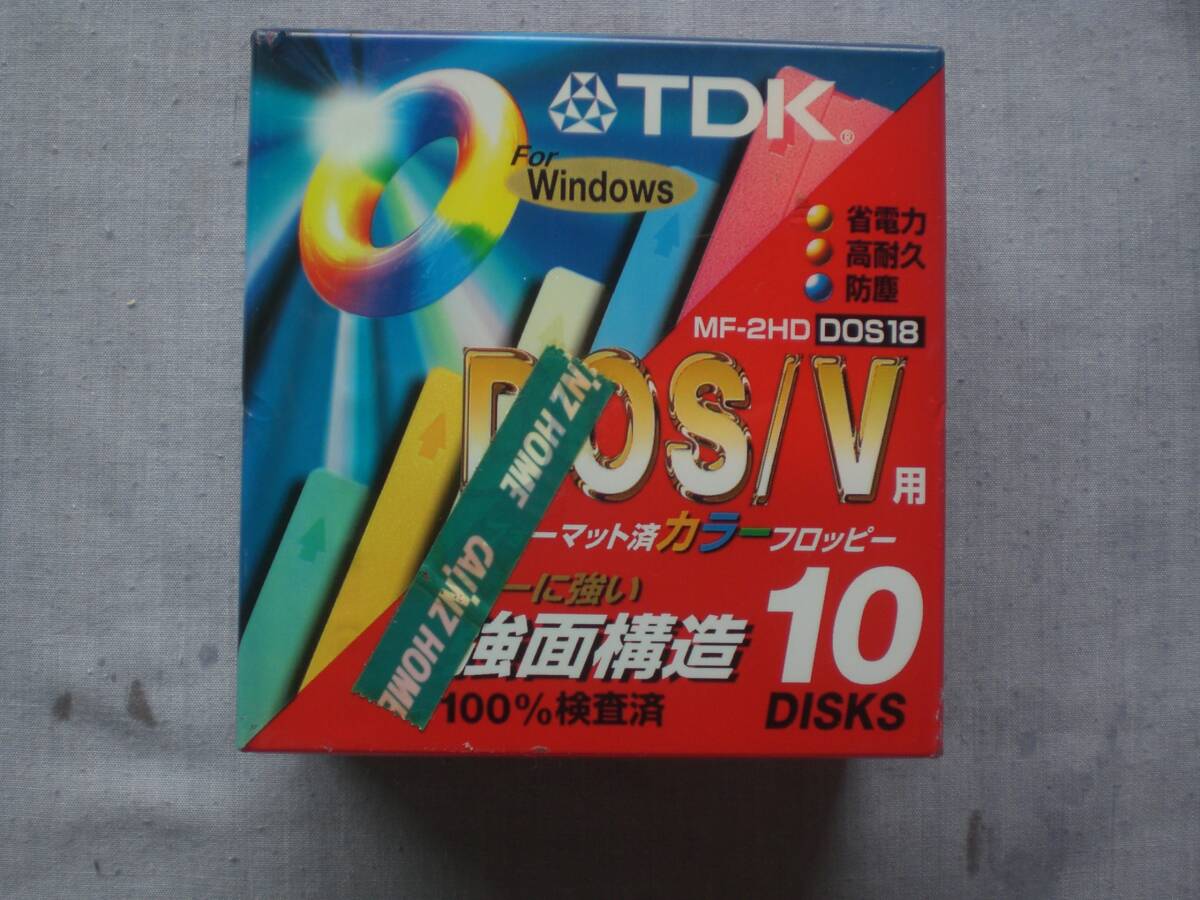 TDK®
For
Windows
省電力
高耐久
防塵
MF-2HD DOS18
DOS/V用
ーマット済カラーフロッピー
ーに強い
強面構造
100%検査済
10
DISKS
iNZ HOME CAiNZ HOME